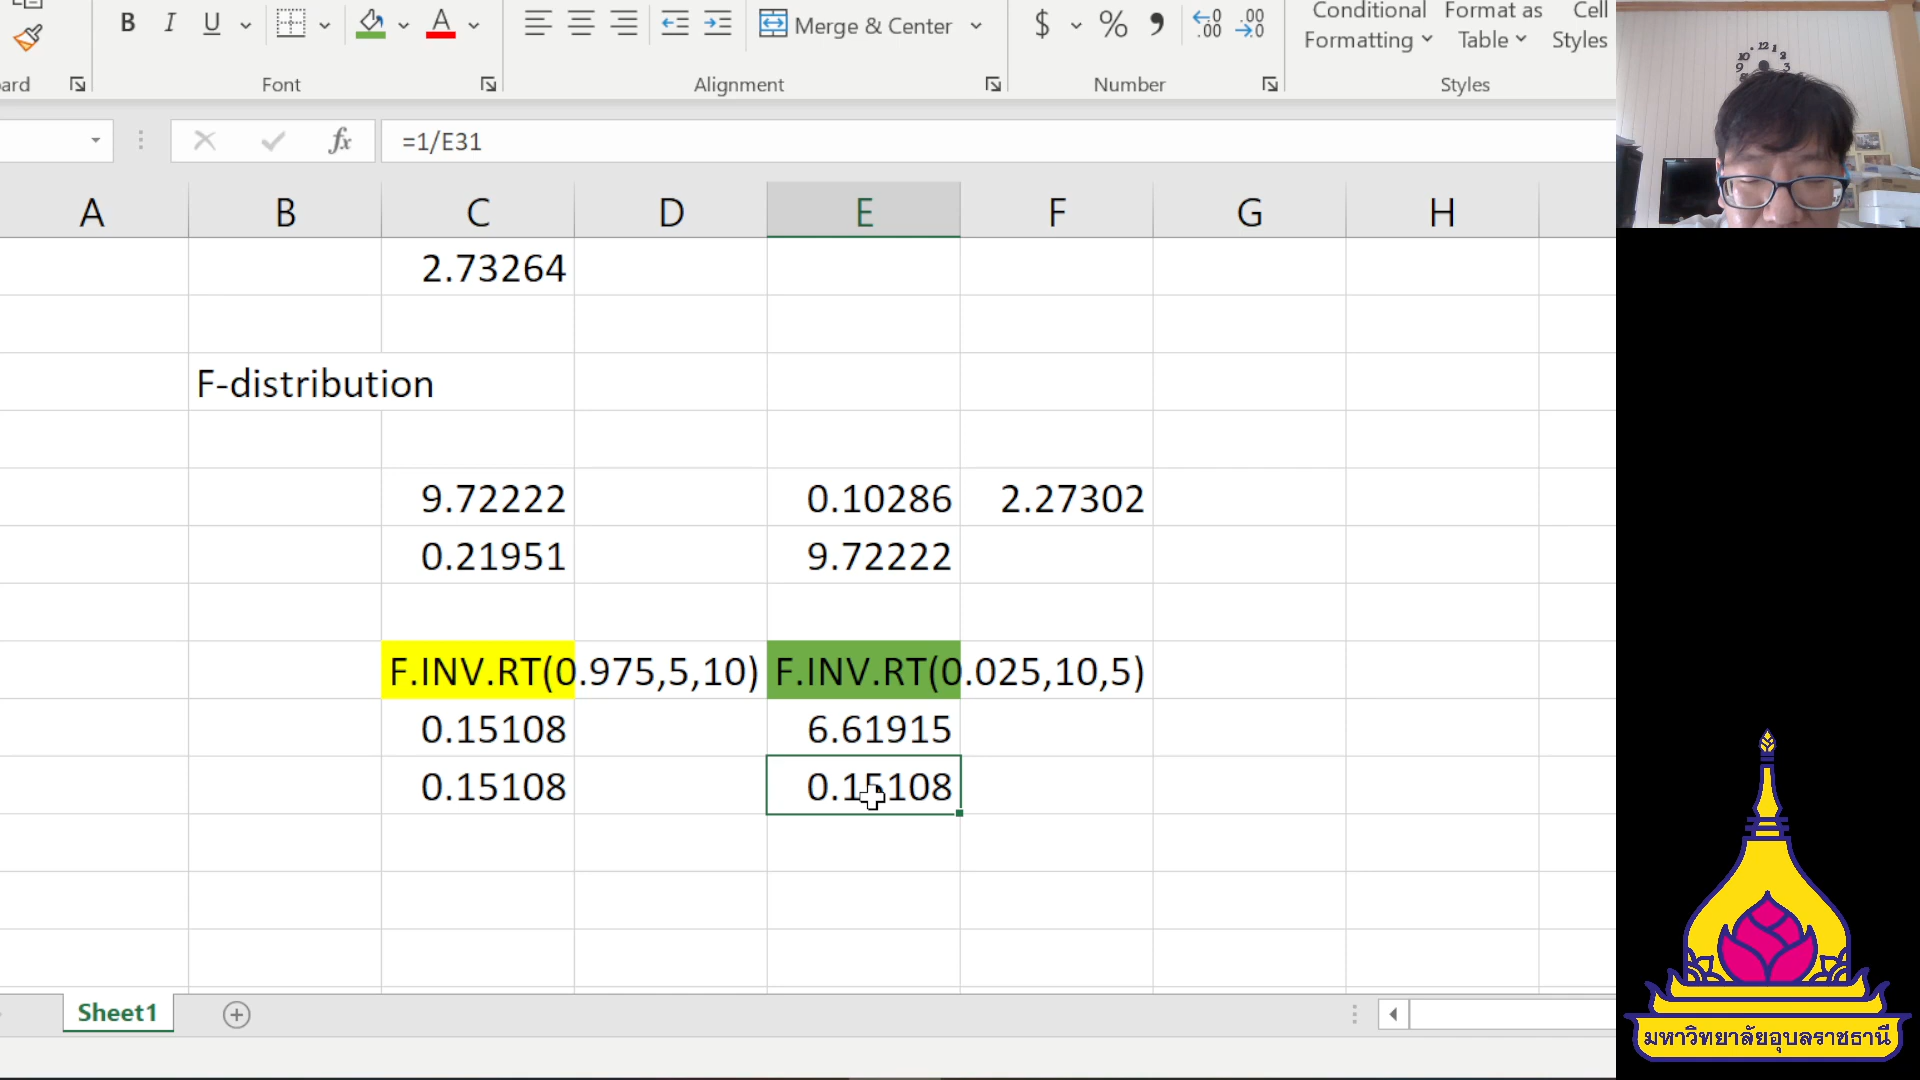 B I U A Merge & Center $ % , Conditional Formatting Format as Table Cell Styles
ard Font Alignment Number Styles
fx =1/E31
A B C D E F G H
2.73264
F-distribution
9.72222 0.10286 2.27302
0.21951 9.72222
F.INV.RT(0.975,5,10) F.INV.RT(0.025,10,5)
0.15108 6.61915
0.15108 0.15108
Sheet1
มหาวิทยาลัยอุบลราชธานี